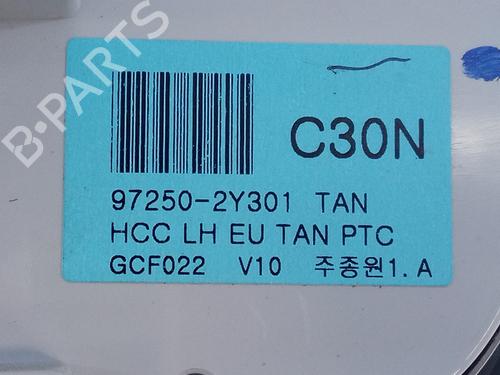 B-PARTS
C30N
97250-2Y301 TAN
HCC LH EU TAN PTC
GCF022 V10 주종원1. A